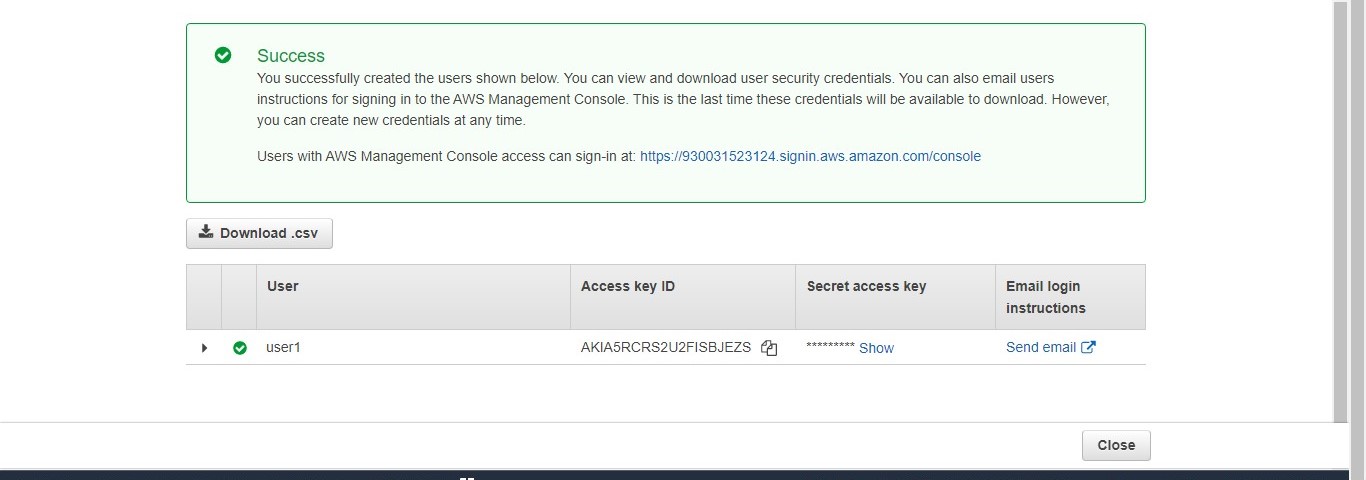 Success
You successfully created the users shown below. You can view and download user security credentials. You can also email users
instructions for signing in to the AWS Management Console. This is the last time these credentials will be available to download. However,
you can create new credentials at any time.
Users with AWS Management Console access can sign-in at: https://930031523124.signin.aws.amazon.com/console
Download .csv
User Access key ID Secret access key Email login
instructions
user1 AKIA5RCRS2U2FISBJEZS ********* Show Send email
Close